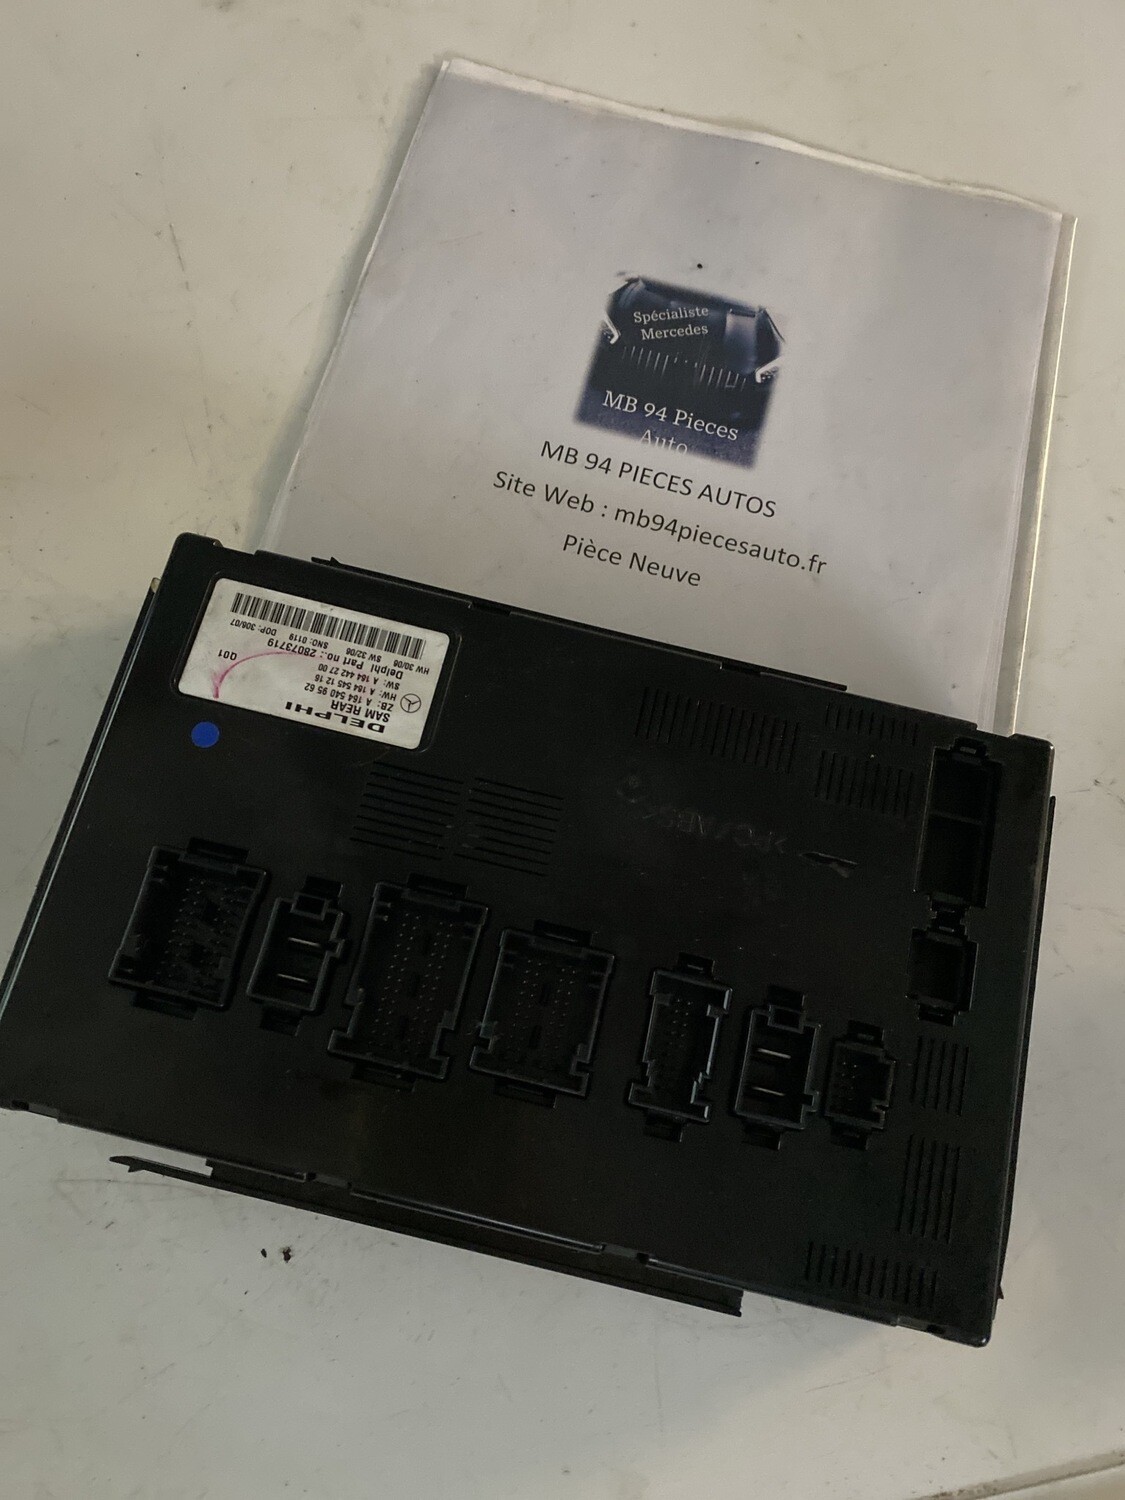 Spécialiste
Mercedes
MB 94 Pieces
Auto
MB 94 PIECES AUTOS
Site Web : mb94piecesauto.fr
Pièce Neuve
DELPHI
SAM REAR
ZB: A 164 540 95 62
HW: A 164 545 12 16
SW: A 164 442 27 00
Delphi Part no.: 28073719 Q01
HW 30/06 SW 32/06 SNO: 0119 DOP: 306/07